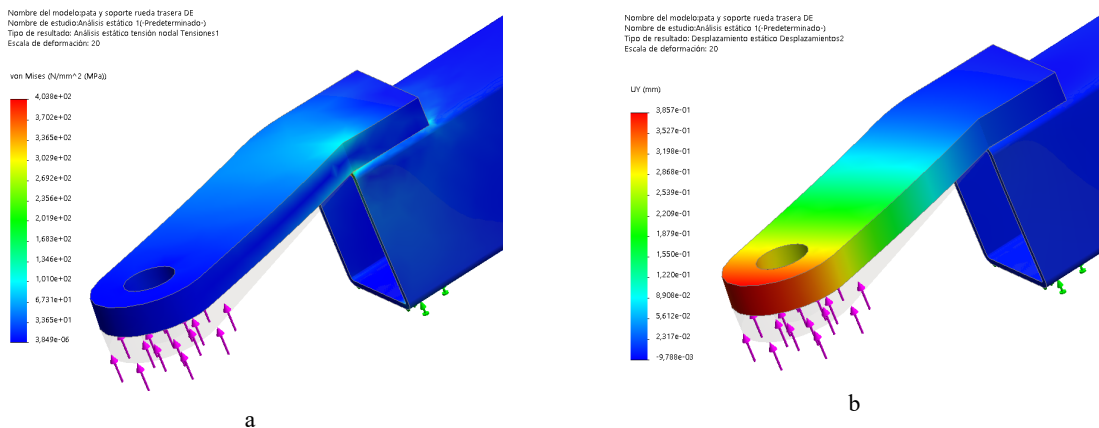 Nombre del modelo:pata y soporte rueda trasera DE
Nombre de estudio:Análisis estático 1(-Predeterminado-)
Tipo de resultado: Análisis estático tensión nodal Tensiones1
Escala de deformación: 20
von Mises (N/mm^2 (MPa))
4,038e+02
3,702e+02
3,365e+02
3,029e+02
2,692e+02
2,356e+02
2,019e+02
1,683e+02
1,346e+02
1,010e+02
6,731e+01
3,365e+01
3,849e-06
a
Nombre del modelo:pata y soporte rueda trasera DE
Nombre de estudio:Análisis estático 1(-Predeterminado-)
Tipo de resultado: Desplazamiento estático Desplazamientos2
Escala de deformación: 20
UY (mm)
3,857e-01
3,527e-01
3,198e-01
2,868e-01
2,539e-01
2,209e-01
1,879e-01
1,550e-01
1,220e-01
8,908e-02
5,612e-02
2,317e-02
-9,788e-03
b